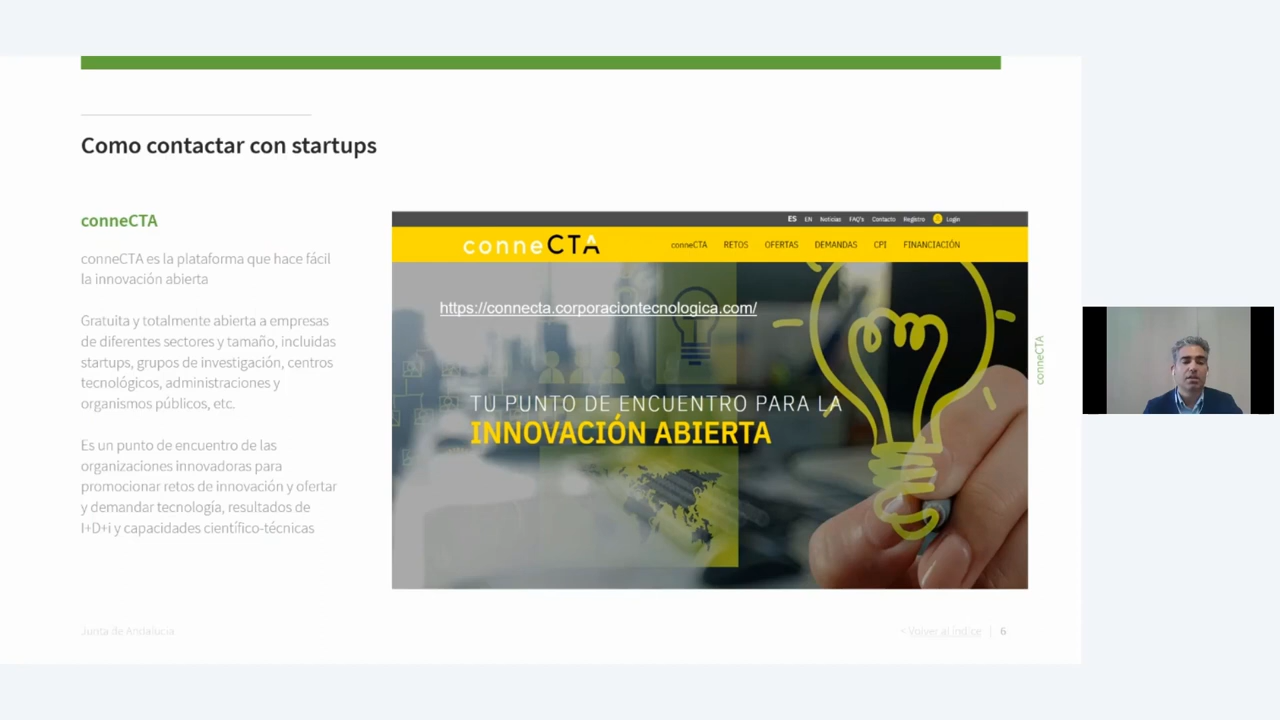 Como contactar con startups
conneCTA
conneCTA es la plataforma que hace fácil
la innovación abierta
Gratuita y totalmente abierta a empresas
de diferentes sectores y tamaño, incluidas
startups, grupos de investigación, centros
tecnológicos, administraciones y
organismos públicos, etc.
Es un punto de encuentro de las
organizaciones innovadoras para
promocionar retos de innovación y ofertar
y demandar tecnología, resultados de
I+D+i y capacidades científico-técnicas
ES EN Noticias FAQ's Contacto Registro Login
conneCTA
conneCTA RETOS OFERTAS DEMANDAS CPI FINANCIACIÓN
https://connecta.corporaciontecnologica.com/
TU PUNTO DE ENCUENTRO PARA LA
INNOVACIÓN ABIERTA
conneCTA
Junta de Andalucía
< Volver al índice | 6